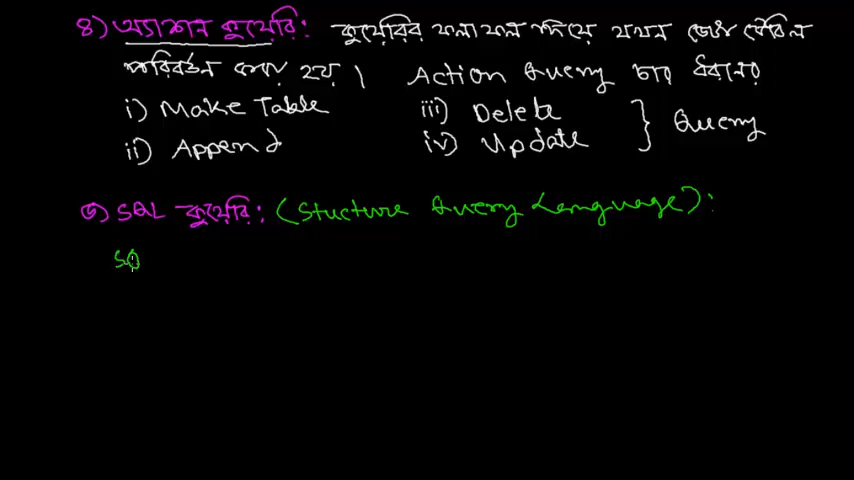 ৪) অ্যাকশন কুয়েরি: কুয়েরির ফলাফল দিয়ে যখন কোন টেবিল
পরিবর্তন করা হয়। Action Query চার ধরনের
i) Make Table iii) Delete } Query
ii) Append iv) Update
৫) SQL কুয়েরি: (Stucture Query Language):
SQ